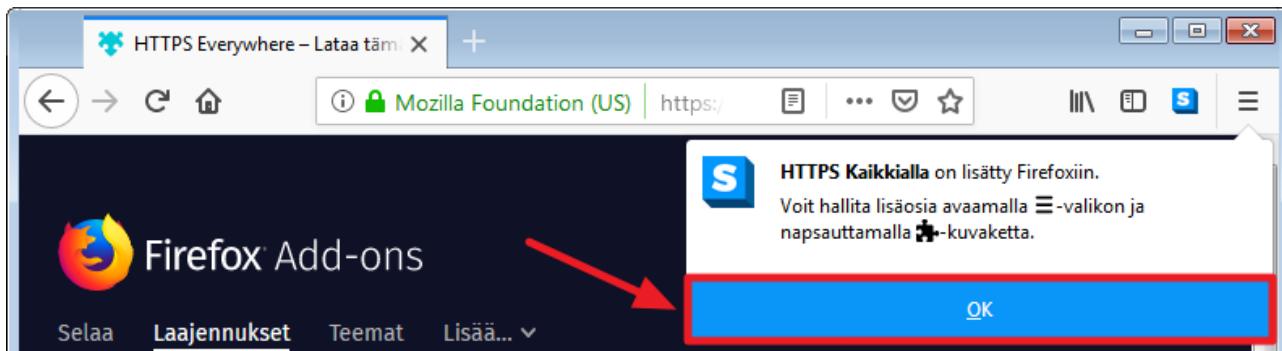 HTTPS Everywhere – Lataa täm
Mozilla Foundation (US) https:/
S
S
HTTPS Kaikkialla on lisätty Firefoxiin.
Voit hallita lisäosia avaamalla ☰-valikon ja
napsauttamalla -kuvaketta.
Firefox Add-ons
OK
Selaa Laajennukset Teemat Lisää...